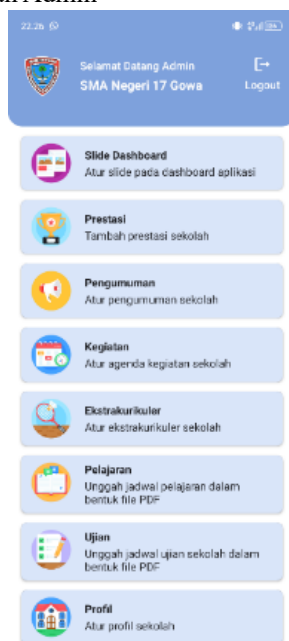 22.26
Selamat Datang Admin
SMA Negeri 17 Gowa
Logout
Slide Dashboard
Atur slide pada dashboard aplikasi
Prestasi
Tambah prestasi sekolah
Pengumuman
Atur pengumuman sekolah
Kegiatan
Atur agenda kegiatan sekolah
Ekstrakurikuler
Atur ekstrakurikuler sekolah
Pelajaran
Unggah jadwal pelajaran dalam
bentuk file PDF
Ujian
Unggah jadwal ujian sekolah dalam
bentuk file PDF
Profil
Atur profil sekolah